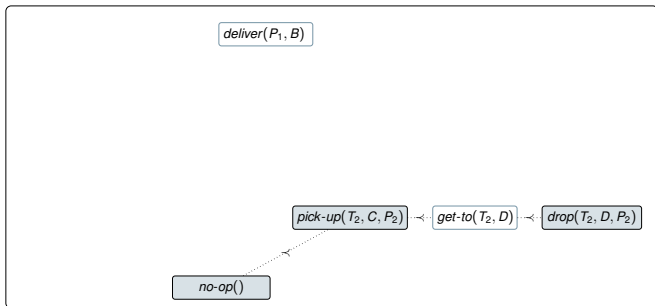 deliver(P₁, B)
pick-up(T₂, C, P₂) ≺ get-to(T₂, D) ≺ drop(T₂, D, P₂)
≺
no-op()